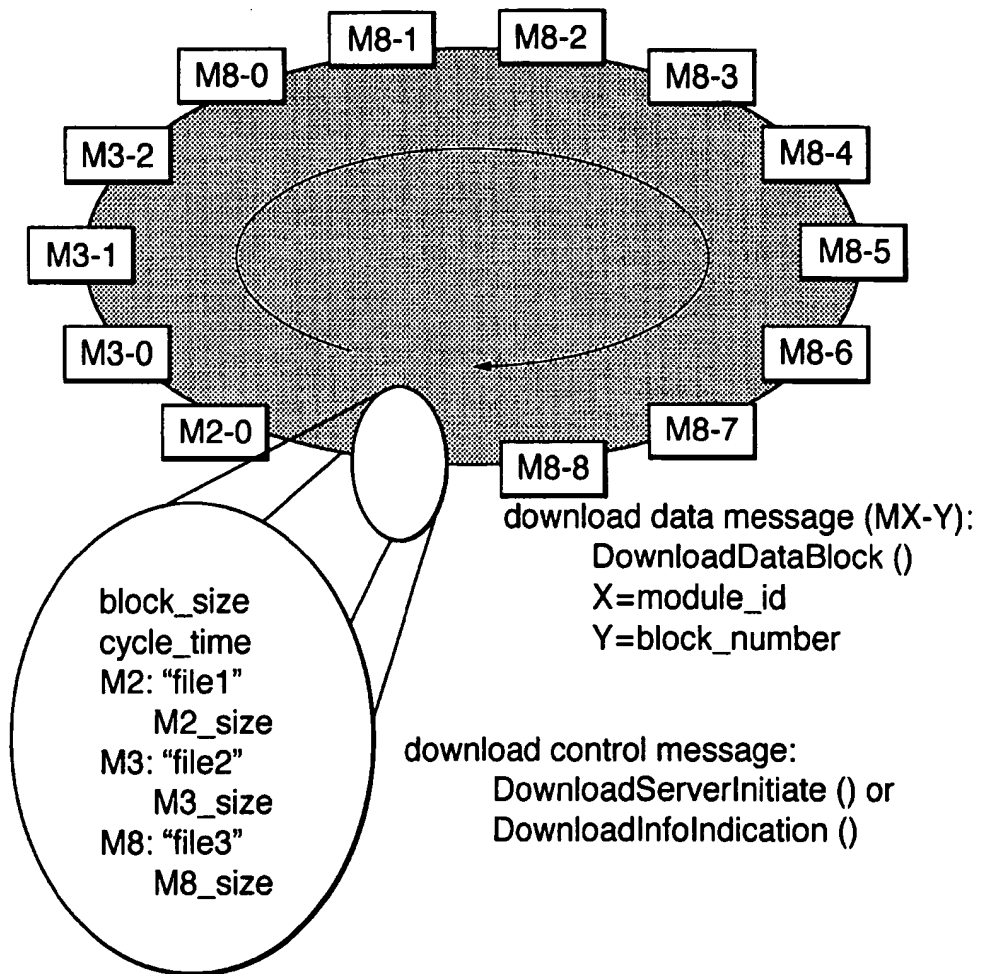 M8-1
M8-2
M8-0
M8-3
M3-2
M8-4
M3-1
M8-5
M3-0
M8-6
M2-0
M8-7
M8-8
download data message (MX-Y):
DownloadDataBlock ()
X=module_id
Y=block_number
block_size
cycle_time
M2: “file1”
M2_size
M3: “file2”
M3_size
M8: “file3”
M8_size
download control message:
DownloadServerInitiate () or
DownloadInfoIndication ()